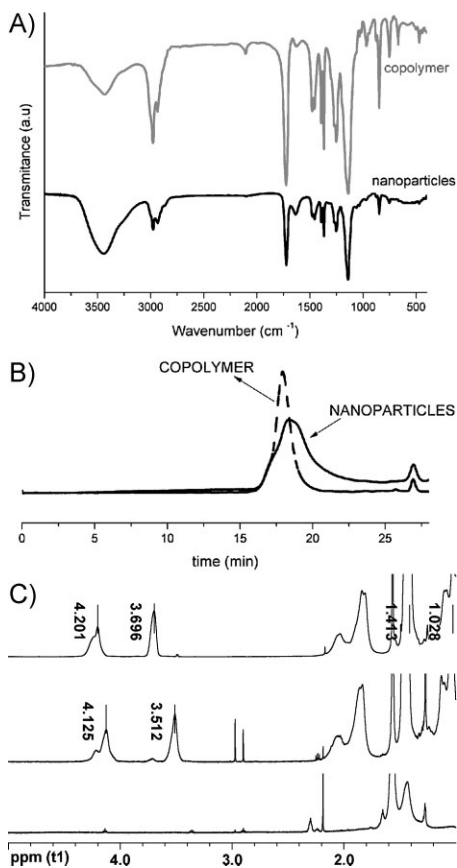 A)
copolymer
nanoparticles
Transmitance (a.u)
4000 3500 3000 2500 2000 1500 1000 500
Wavenumber (cm -1)
B)
COPOLYMER
NANOPARTICLES
0 5 10 15 20 25
time (min)
C)
4.201 3.696 1.413 1.028
4.125 3.512
ppm (t1) 4.0 3.0 2.0